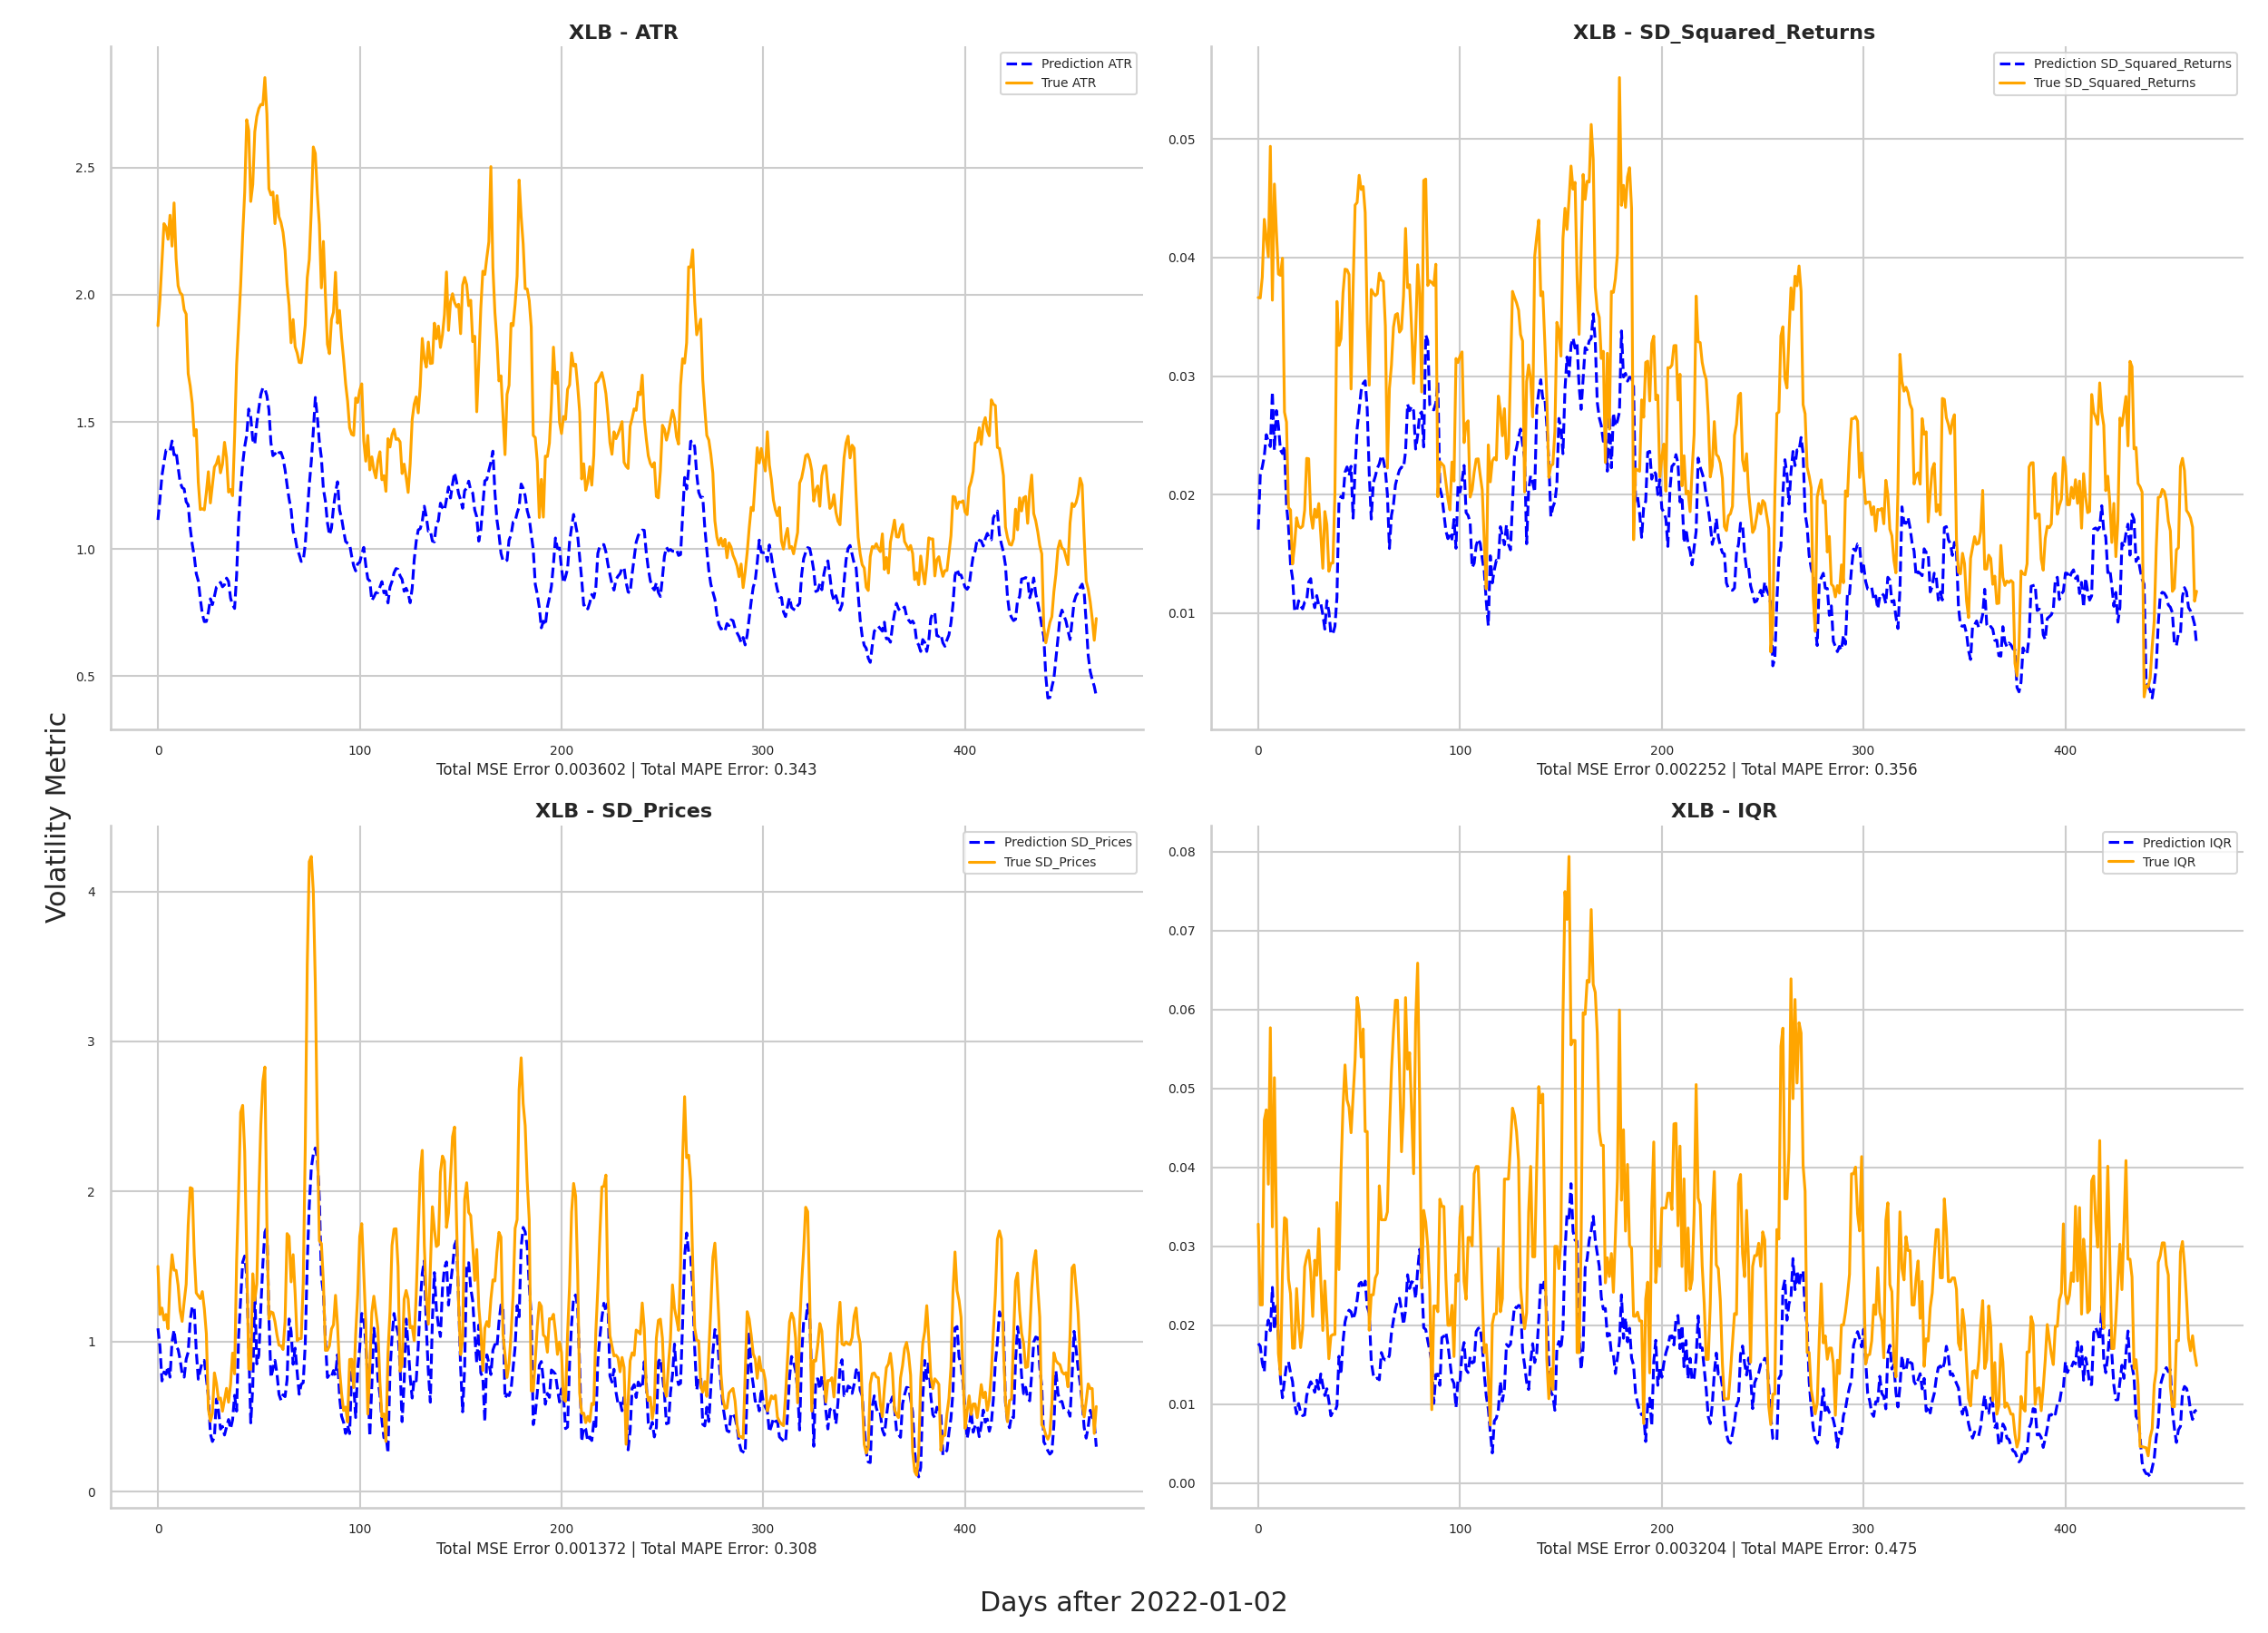 XLB - ATR
Prediction ATR
True ATR
2.5
2.0
1.5
1.0
0.5
0 100 200 300 400
Total MSE Error 0.003602 | Total MAPE Error: 0.343
XLB - SD_Squared_Returns
Prediction SD_Squared_Returns
True SD_Squared_Returns
0.05
0.04
0.03
0.02
0.01
0 100 200 300 400
Total MSE Error 0.002252 | Total MAPE Error: 0.356
Volatility Metric
XLB - SD_Prices
Prediction SD_Prices
True SD_Prices
4
3
2
1
0
0 100 200 300 400
Total MSE Error 0.001372 | Total MAPE Error: 0.308
XLB - IQR
Prediction IQR
True IQR
0.08
0.07
0.06
0.05
0.04
0.03
0.02
0.01
0.00
0 100 200 300 400
Total MSE Error 0.003204 | Total MAPE Error: 0.475
Days after 2022-01-02